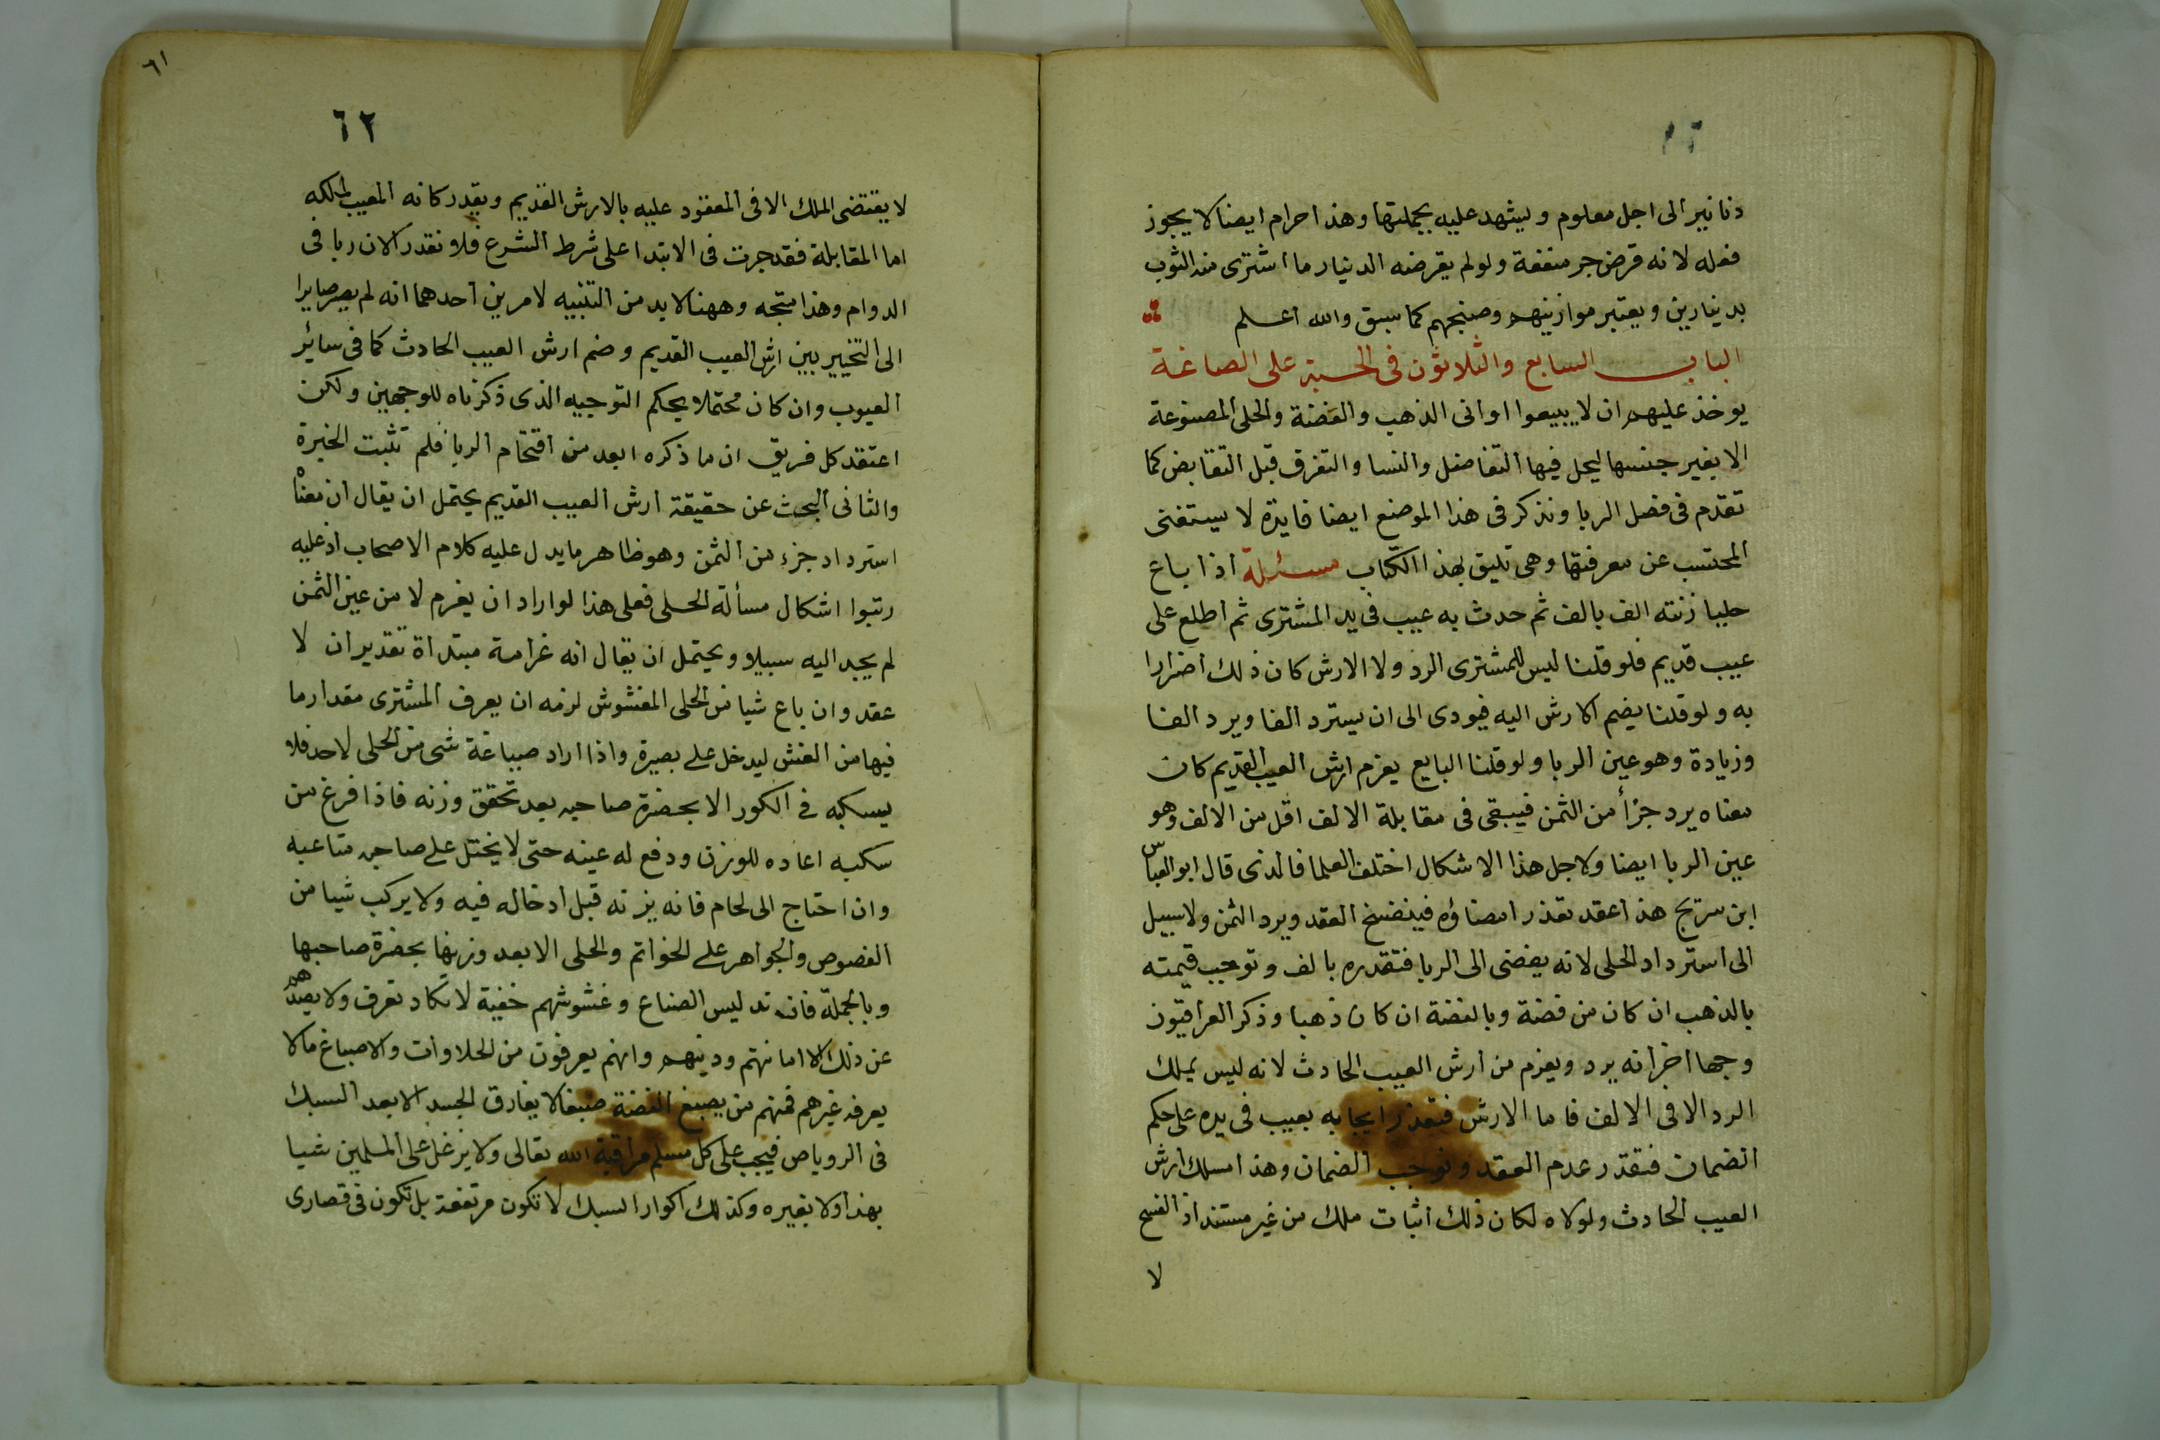 ٦١
دنانير الى اجل معلوم ويشهد عليه بجملتها وهذا حرام ايضا لا يجوز
فعله لانه قرض جر منفعة ولو لم يقرضه الدينار ما اشترى منه الثوب
بدينارين ويعتبر موازينهم وصنجهم كما سبق والله اعلم
الباب السابع والثلاثون في الحسبة على الصاغة
يوخذ عليهم ان لا يبيعوا اوانى الذهب والفضة والحلى المصنوعة
الا بغير جنسها ليحل فيها التفاضل والنسا والتفرق قبل التقابض كما
تقدم فى فصل الربا ونذكر فى هذا الموضع ايضا فايدة لا يستغنى
المحتسب عن معرفتها وهى تليق بهذا الكتاب مسئلة اذا باع
حليا زنته الف بالف ثم حدث به عيب فى يد المشترى ثم اطلع على
عيب قديم فلو قلنا ليس للمشترى الرد ولا الارش كان ذلك اضرارا
به ولو قلنا يضم الارش اليه فيودى الى ان يسترد الفا ويرد الفا
وزيادة وهو عين الربا ولو قلنا البايع يغرم ارش العيب القديم كان
معناه يرد جزأ من الثمن فيبقى فى مقابلة الالف اقل من الالف وهو
عين الربا ايضا ولاجل هذا الاشكال اختلف العلما فالذى قال ابو العباس
ابن سريج هذا عقد تعذر امضاؤه فينفسخ العقد ويرد الثمن ولا سبيل
الى استرداد الحلى لانه يفضى الى الربا فتقدره بالف وتوجب قيمته
بالذهب ان كان من فضة وبالفضة ان كان ذهبا وذكر العراقيون
وجها اخر انه يرد ويغرم من ارش العيب الحادث لانه ليس يملك
الرد الا فى الالف فاما الارش فتقدر ايجابه بعيب فى يده على حكم
الضمان فتقدر عدم العقد وتوجب الضمان وهذا مسلك ارش
العيب الحادث ولولاه لكان ذلك اثبات ملك من غير مستند اذ الفسخ
لا
٦١
٦٢
لا يقتضى الملك الا فى المعقود عليه بالارش القديم ويقدر كانه المعيب لملكه
اما المقابلة فقد جرت فى الابتدا على شرط الشرع فلا نقدر الان ربا فى
الدوام وهذا متجه وههنا لا بد من التنبيه لامرين احدهما انه لم يصر صايرا
الى التخيير بين ارش العيب القديم وضم ارش العيب الحادث كما فى سائر
العيوب وان كان محتملا بحكم التوجيه الذى ذكرناه للوجهين ولكن
اعتقد كل فريق ان ما ذكره ابعد من اقتحام الربا فلم تثبت الخيرة
والثانى البحث عن حقيقة ارش العيب القديم يحتمل ان يقال ان معناه
استرداد جزء من الثمن وهو ظاهر ما يدل عليه كلام الاصحاب اذ عليه
رتبوا اشكال مسألة الحلى فعلى هذا لو اراد ان يغرم لا من عين الثمن
لم يجد اليه سبيلا ويحتمل ان يقال انه غرامة مبتداة تقدير ان لا
عقد وان باع شيا من الحلى المغشوش لزمه ان يعرف المشترى مقدار ما
فيها من الغش ليدخل على بصيرة واذا اراد صياغة شى من الحلى لاحد فلا
يسكبه فى الكور الا بحضرة صاحبه بعد تحقق وزنه فاذا فرغ من
سكبه اعاده للوزن ودفع له عينه حتى لا يختل على صاحبه متاعه
وان احتاج الى لحام فانه يزنه قبل ادخاله فيه ولا يركب شيا من
الفصوص والجواهر على الخواتم والحلى الا بعد وزنها بحضرة صاحبها
وبالجملة فان تدليس الصناع وغشوشهم خفية لا تكاد تعرف ولا يصدهم
عن ذلك الا امانتهم ودينهم وانهم يعرفون من الحلاوات والاصباغ ما لا
يعرفه غيرهم فمنهم من يصبغ الفضة صبغا لا يفارق الجسد الا بعد السبك
فى الروباص فيجب على كل مسلم مراقبة الله تعالى ولا يزغل على المسلمين شيا
بهذا ولا بغيره وكذلك اكوار السبك لا تكون مرتفعة بل تكون فى قصارى